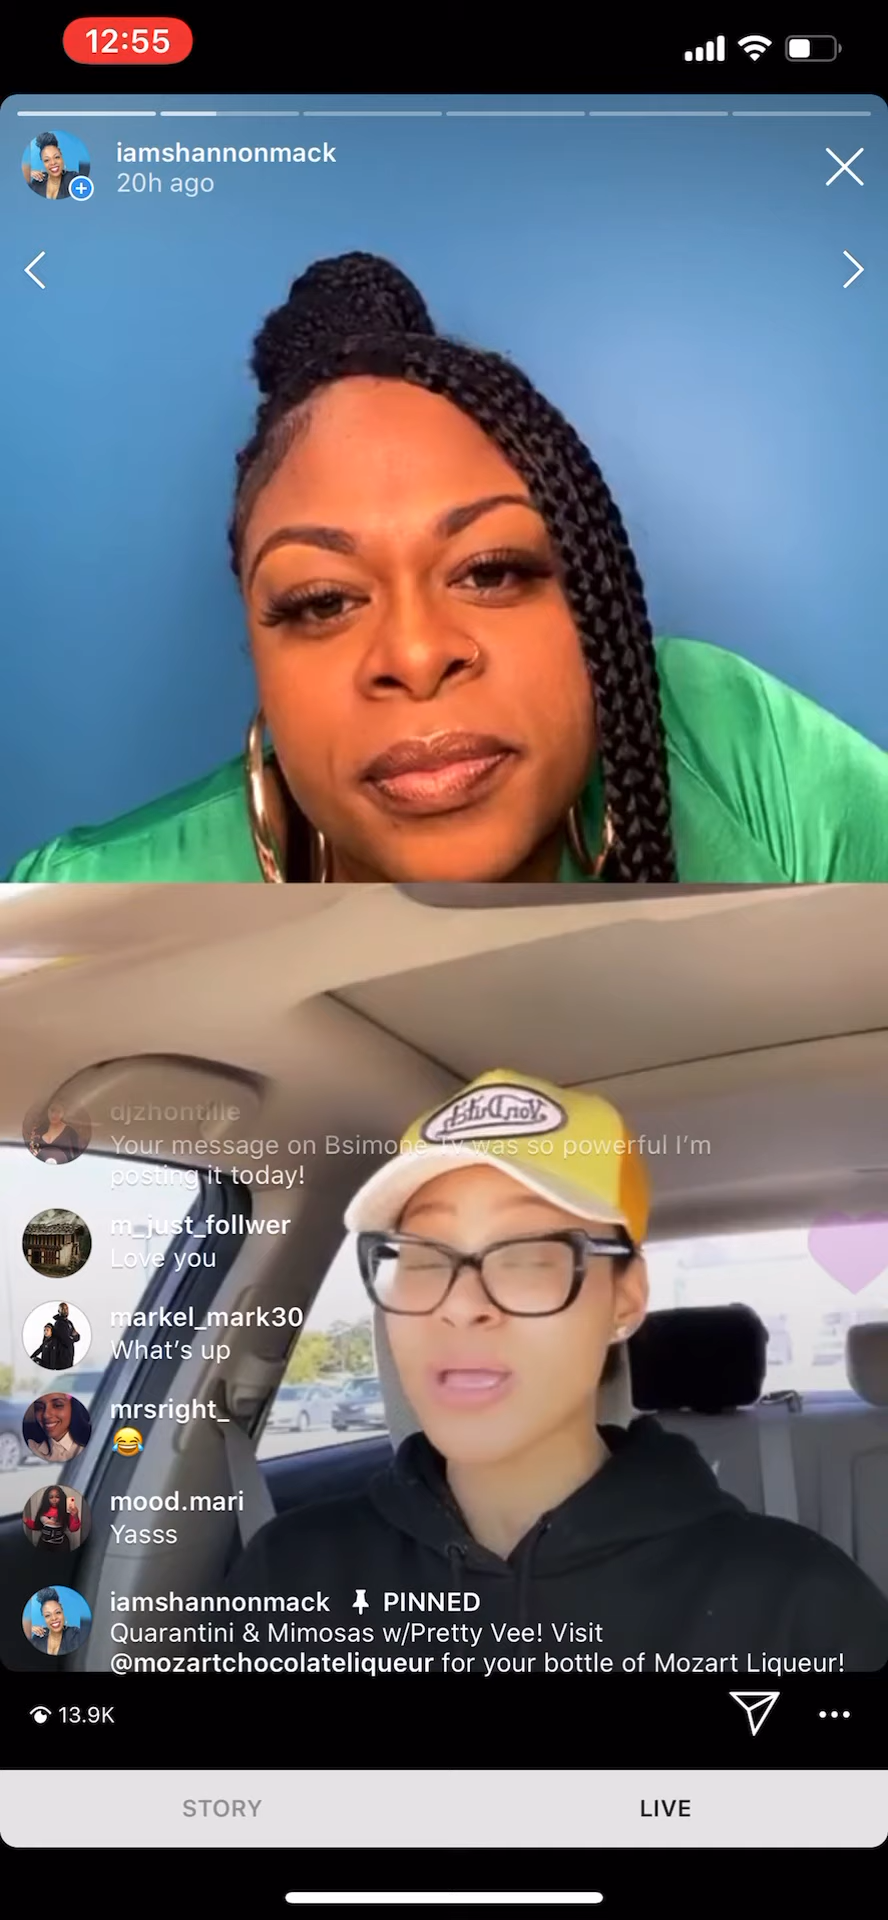 12:55
iamshannonmack
20h ago
VonDutch
djzhontille
Your message on Bsimone Tv was so powerful I’m
posting it today!
m_just_follwer
Love you
markel_mark30
What’s up
mrsright_
😂
mood.mari
Yasss
iamshannonmack PINNED
Quarantini & Mimosas w/Pretty Vee! Visit
@mozartchocolateliqueur for your bottle of Mozart Liqueur!
13.9K
STORY
LIVE